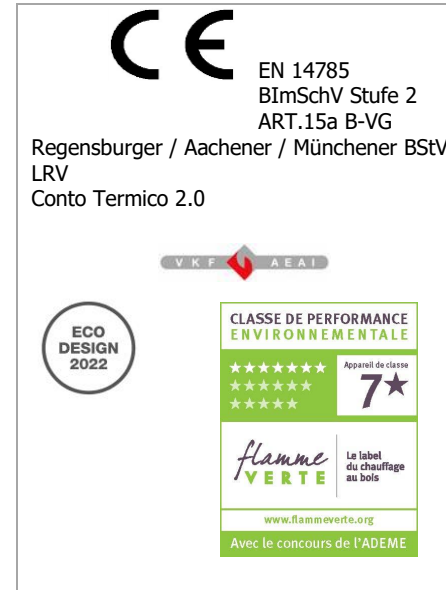 CE
EN 14785
BImSchV Stufe 2
ART.15a B-VG
Regensburger / Aachener / Münchener BStV
LRV
Conto Termico 2.0
VKF AEAI
ECO
DESIGN
2022
CLASSE DE PERFORMANCE
ENVIRONNEMENTALE
Appareil de classe
7★
flamme
VERTE
Le label
du chauffage
au bois
www.flammeverte.org
Avec le concours de l'ADEME